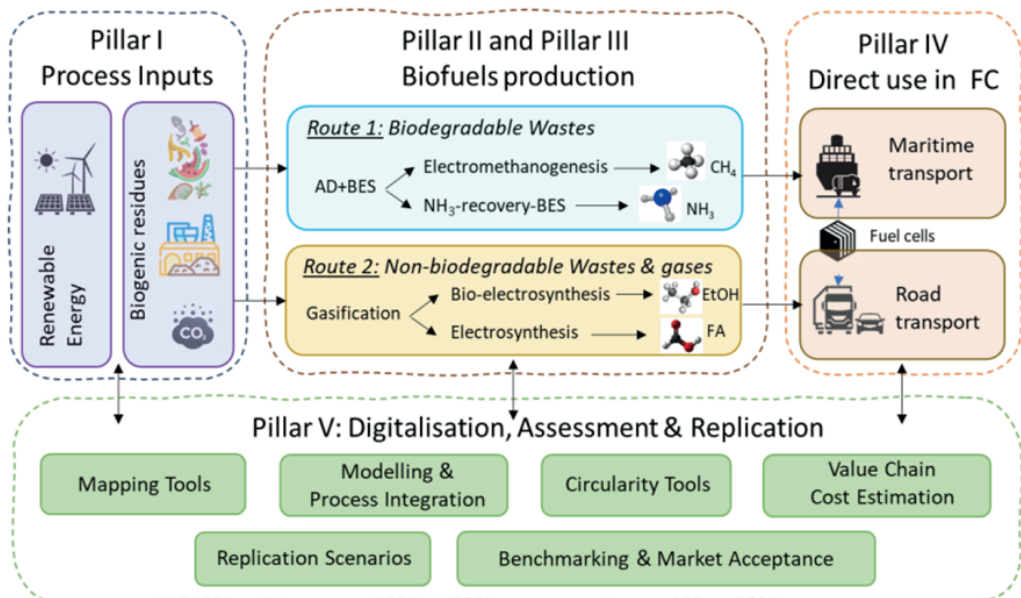 Pillar I
Process Inputs
Renewable
Energy
Biogenic residues
CO₂
Pillar II and Pillar III
Biofuels production
Route 1: Biodegradable Wastes
AD+BES
Electromethanogenesis
CH₄
NH₃-recovery-BES
NH₃
Route 2: Non-biodegradable Wastes & gases
Gasification
Bio-electrosynthesis
EtOH
Electrosynthesis
FA
Pillar IV
Direct use in FC
Maritime
transport
Fuel cells
Road
transport
Pillar V: Digitalisation, Assessment & Replication
Mapping Tools
Modelling &
Process Integration
Circularity Tools
Value Chain
Cost Estimation
Replication Scenarios
Benchmarking & Market Acceptance